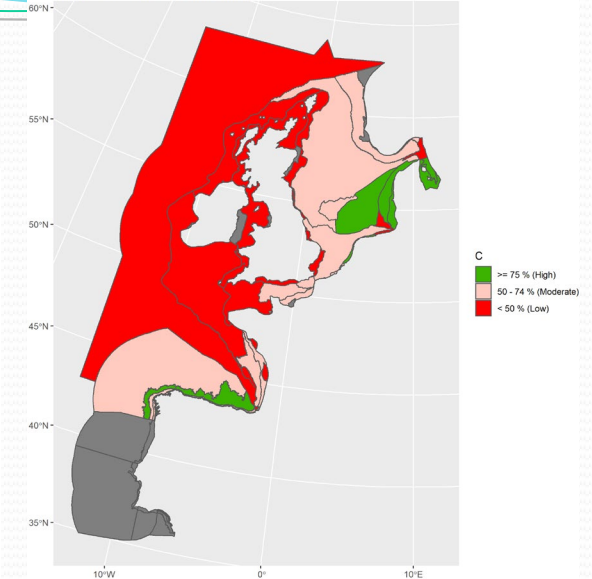 60°N
55°N
50°N
45°N
40°N
35°N
10°W
0°
10°E
C
>= 75 % (High)
50 - 74 % (Moderate)
< 50 % (Low)